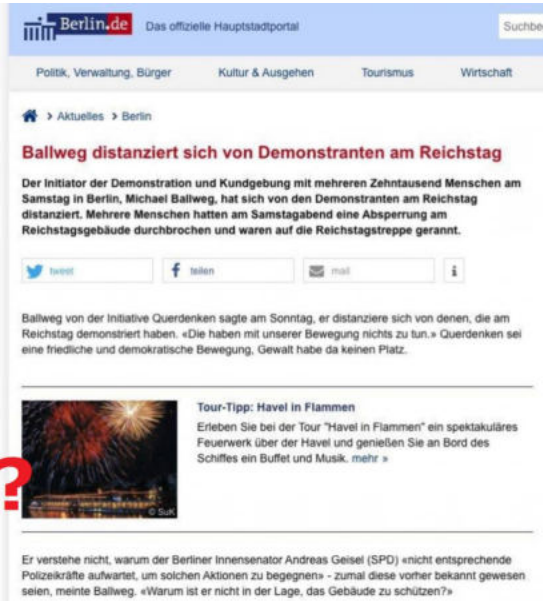 Berlin.de Das offizielle Hauptstadtportal
Suchbe
Politik, Verwaltung, Bürger Kultur & Ausgehen Tourismus Wirtschaft
> Aktuelles > Berlin
Ballweg distanziert sich von Demonstranten am Reichstag
Der Initiator der Demonstration und Kundgebung mit mehreren Zehntausend Menschen am
Samstag in Berlin, Michael Ballweg, hat sich von den Demonstranten am Reichstag
distanziert. Mehrere Menschen hatten am Samstagabend eine Absperrung am
Reichstagsgebäude durchbrochen und waren auf die Reichstagstreppe gerannt.
tweet f teilen mail i
Ballweg von der Initiative Querdenken sagte am Sonntag, er distanziere sich von denen, die am
Reichstag demonstriert haben. «Die haben mit unserer Bewegung nichts zu tun.» Querdenken sei
eine friedliche und demokratische Bewegung, Gewalt habe da keinen Platz.
Tour-Tipp: Havel in Flammen
Erleben Sie bei der Tour "Havel in Flammen" ein spektakuläres
Feuerwerk über der Havel und genießen Sie an Bord des
Schiffes ein Buffet und Musik. mehr »
?
© SuK
Er verstehe nicht, warum der Berliner Innensenator Andreas Geisel (SPD) «nicht entsprechende
Polizeikräfte aufwartet, um solchen Aktionen zu begegnen» - zumal diese vorher bekannt gewesen
seien, meinte Ballweg. «Warum ist er nicht in der Lage, das Gebäude zu schützen?»